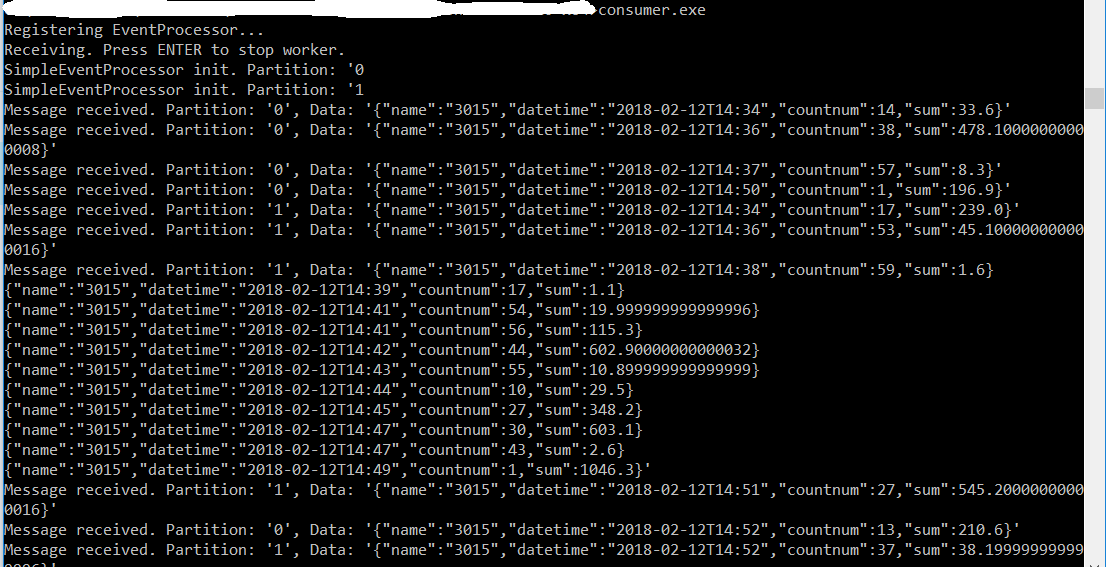 consumer.exe
Registering EventProcessor...
Receiving. Press ENTER to stop worker.
SimpleEventProcessor init. Partition: '0
SimpleEventProcessor init. Partition: '1
Message received. Partition: '0', Data: '{"name":"3015","datetime":"2018-02-12T14:34","countnum":14,"sum":33.6}'
Message received. Partition: '0', Data: '{"name":"3015","datetime":"2018-02-12T14:36","countnum":38,"sum":478.1000000000
0008}'
Message received. Partition: '0', Data: '{"name":"3015","datetime":"2018-02-12T14:37","countnum":57,"sum":8.3}'
Message received. Partition: '0', Data: '{"name":"3015","datetime":"2018-02-12T14:50","countnum":1,"sum":196.9}'
Message received. Partition: '1', Data: '{"name":"3015","datetime":"2018-02-12T14:34","countnum":17,"sum":239.0}'
Message received. Partition: '1', Data: '{"name":"3015","datetime":"2018-02-12T14:36","countnum":53,"sum":45.10000000000
0016}'
Message received. Partition: '1', Data: '{"name":"3015","datetime":"2018-02-12T14:38","countnum":59,"sum":1.6}
{"name":"3015","datetime":"2018-02-12T14:39","countnum":17,"sum":1.1}
{"name":"3015","datetime":"2018-02-12T14:41","countnum":54,"sum":19.999999999999996}
{"name":"3015","datetime":"2018-02-12T14:41","countnum":56,"sum":115.3}
{"name":"3015","datetime":"2018-02-12T14:42","countnum":44,"sum":602.90000000000032}
{"name":"3015","datetime":"2018-02-12T14:43","countnum":55,"sum":10.899999999999999}
{"name":"3015","datetime":"2018-02-12T14:44","countnum":10,"sum":29.5}
{"name":"3015","datetime":"2018-02-12T14:45","countnum":27,"sum":348.2}
{"name":"3015","datetime":"2018-02-12T14:47","countnum":30,"sum":603.1}
{"name":"3015","datetime":"2018-02-12T14:47","countnum":43,"sum":2.6}
{"name":"3015","datetime":"2018-02-12T14:49","countnum":1,"sum":1046.3}'
Message received. Partition: '1', Data: '{"name":"3015","datetime":"2018-02-12T14:51","countnum":27,"sum":545.2000000000
0016}'
Message received. Partition: '0', Data: '{"name":"3015","datetime":"2018-02-12T14:52","countnum":13,"sum":210.6}'
Message received. Partition: '1', Data: '{"name":"3015","datetime":"2018-02-12T14:52","countnum":37,"sum":38.19999999999